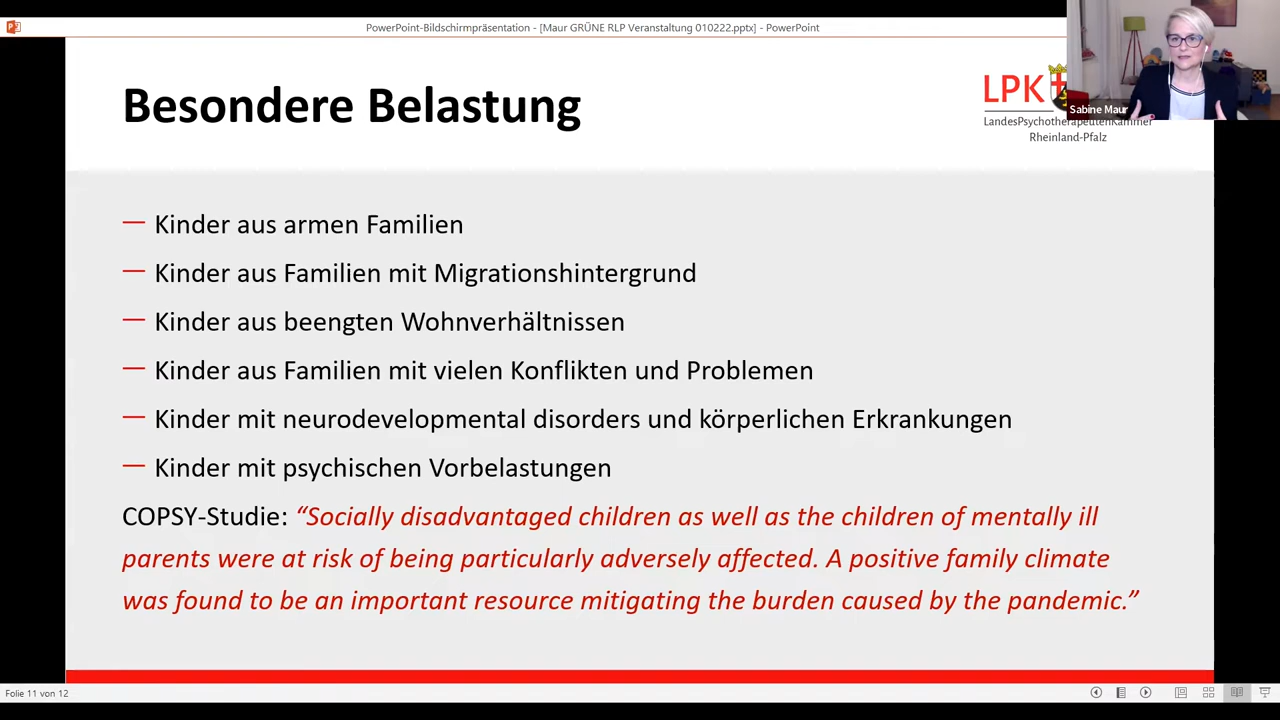 PowerPoint-Bildschirmpräsentation - [Maur GRÜNE RLP Veranstaltung 010222.pptx] - PowerPoint
Besondere Belastung
LPK
Sabine Maur
LandesPsychotherapeutenKammer
Rheinland-Pfalz
— Kinder aus armen Familien
— Kinder aus Familien mit Migrationshintergrund
— Kinder aus beengten Wohnverhältnissen
— Kinder aus Familien mit vielen Konflikten und Problemen
— Kinder mit neurodevelopmental disorders und körperlichen Erkrankungen
— Kinder mit psychischen Vorbelastungen
COPSY-Studie: “Socially disadvantaged children as well as the children of mentally ill
parents were at risk of being particularly adversely affected. A positive family climate
was found to be an important resource mitigating the burden caused by the pandemic.”
Folie 11 von 12